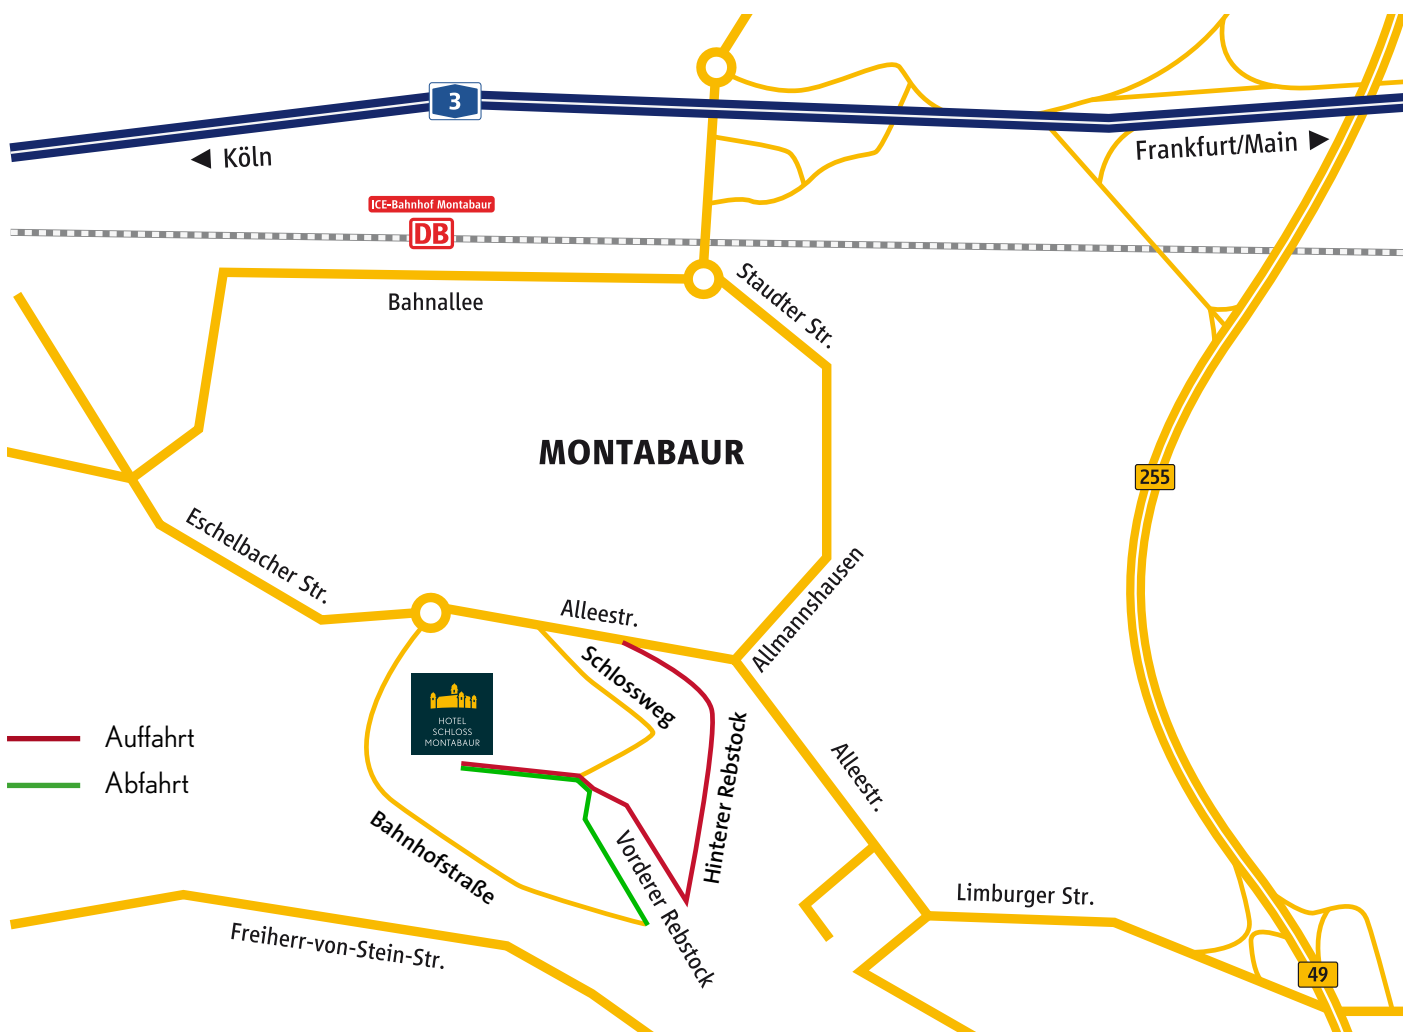 3
Köln
Frankfurt/Main
ICE-Bahnhof Montabaur
DB
Bahnallee
Staudter Str.
MONTABAUR
255
Eschelbacher Str.
Alleestr.
Allmannshausen
Schlossweg
HOTEL
SCHLOSS
MONTABAUR
Auffahrt
Abfahrt
Hinterer Rebstock
Alleestr.
Bahnhofstraße
Vorderer Rebstock
Limburger Str.
Freiherr-von-Stein-Str.
49